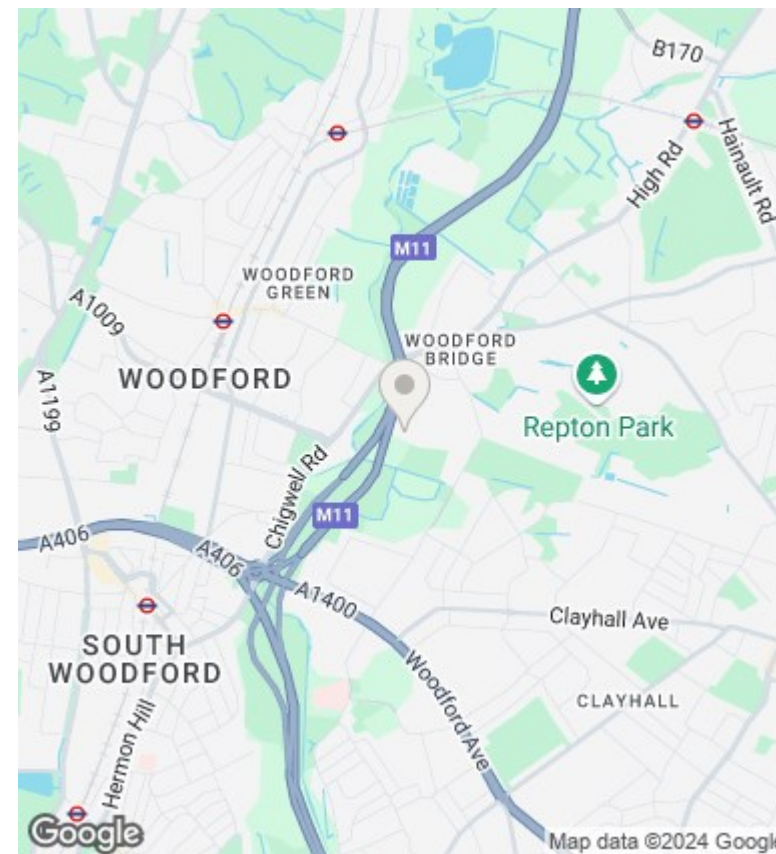 B170
Hainault Rd
High Rd
M11
WOODFORD
GREEN
A1009
WOODFORD
BRIDGE
WOODFORD
A1199
Repton Park
Chigwell Rd
M11
A406
A406
A1400
Clayhall Ave
SOUTH
WOODFORD
Woodford Ave
CLAYHALL
Hermon Hill
Google
Map data ©2024 Google